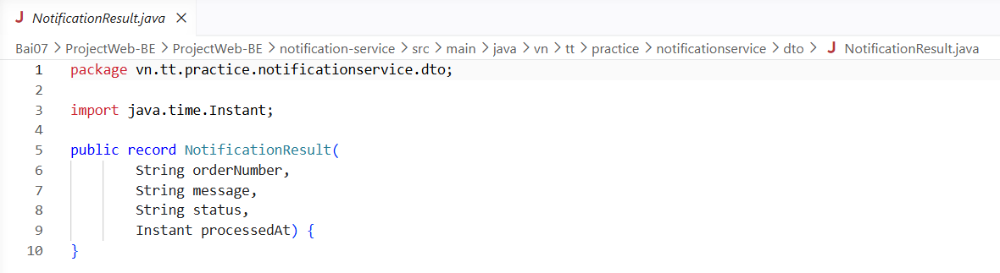 J NotificationResult.java ×
Bai07 > ProjectWeb-BE > ProjectWeb-BE > notification-service > src > main > java > vn > tt > practice > notificationservice > dto > J NotificationResult.java
1 package vn.tt.practice.notificationservice.dto;
2
3 import java.time.Instant;
4
5 public record NotificationResult(
6 String orderNumber,
7 String message,
8 String status,
9 Instant processedAt) {
10 }